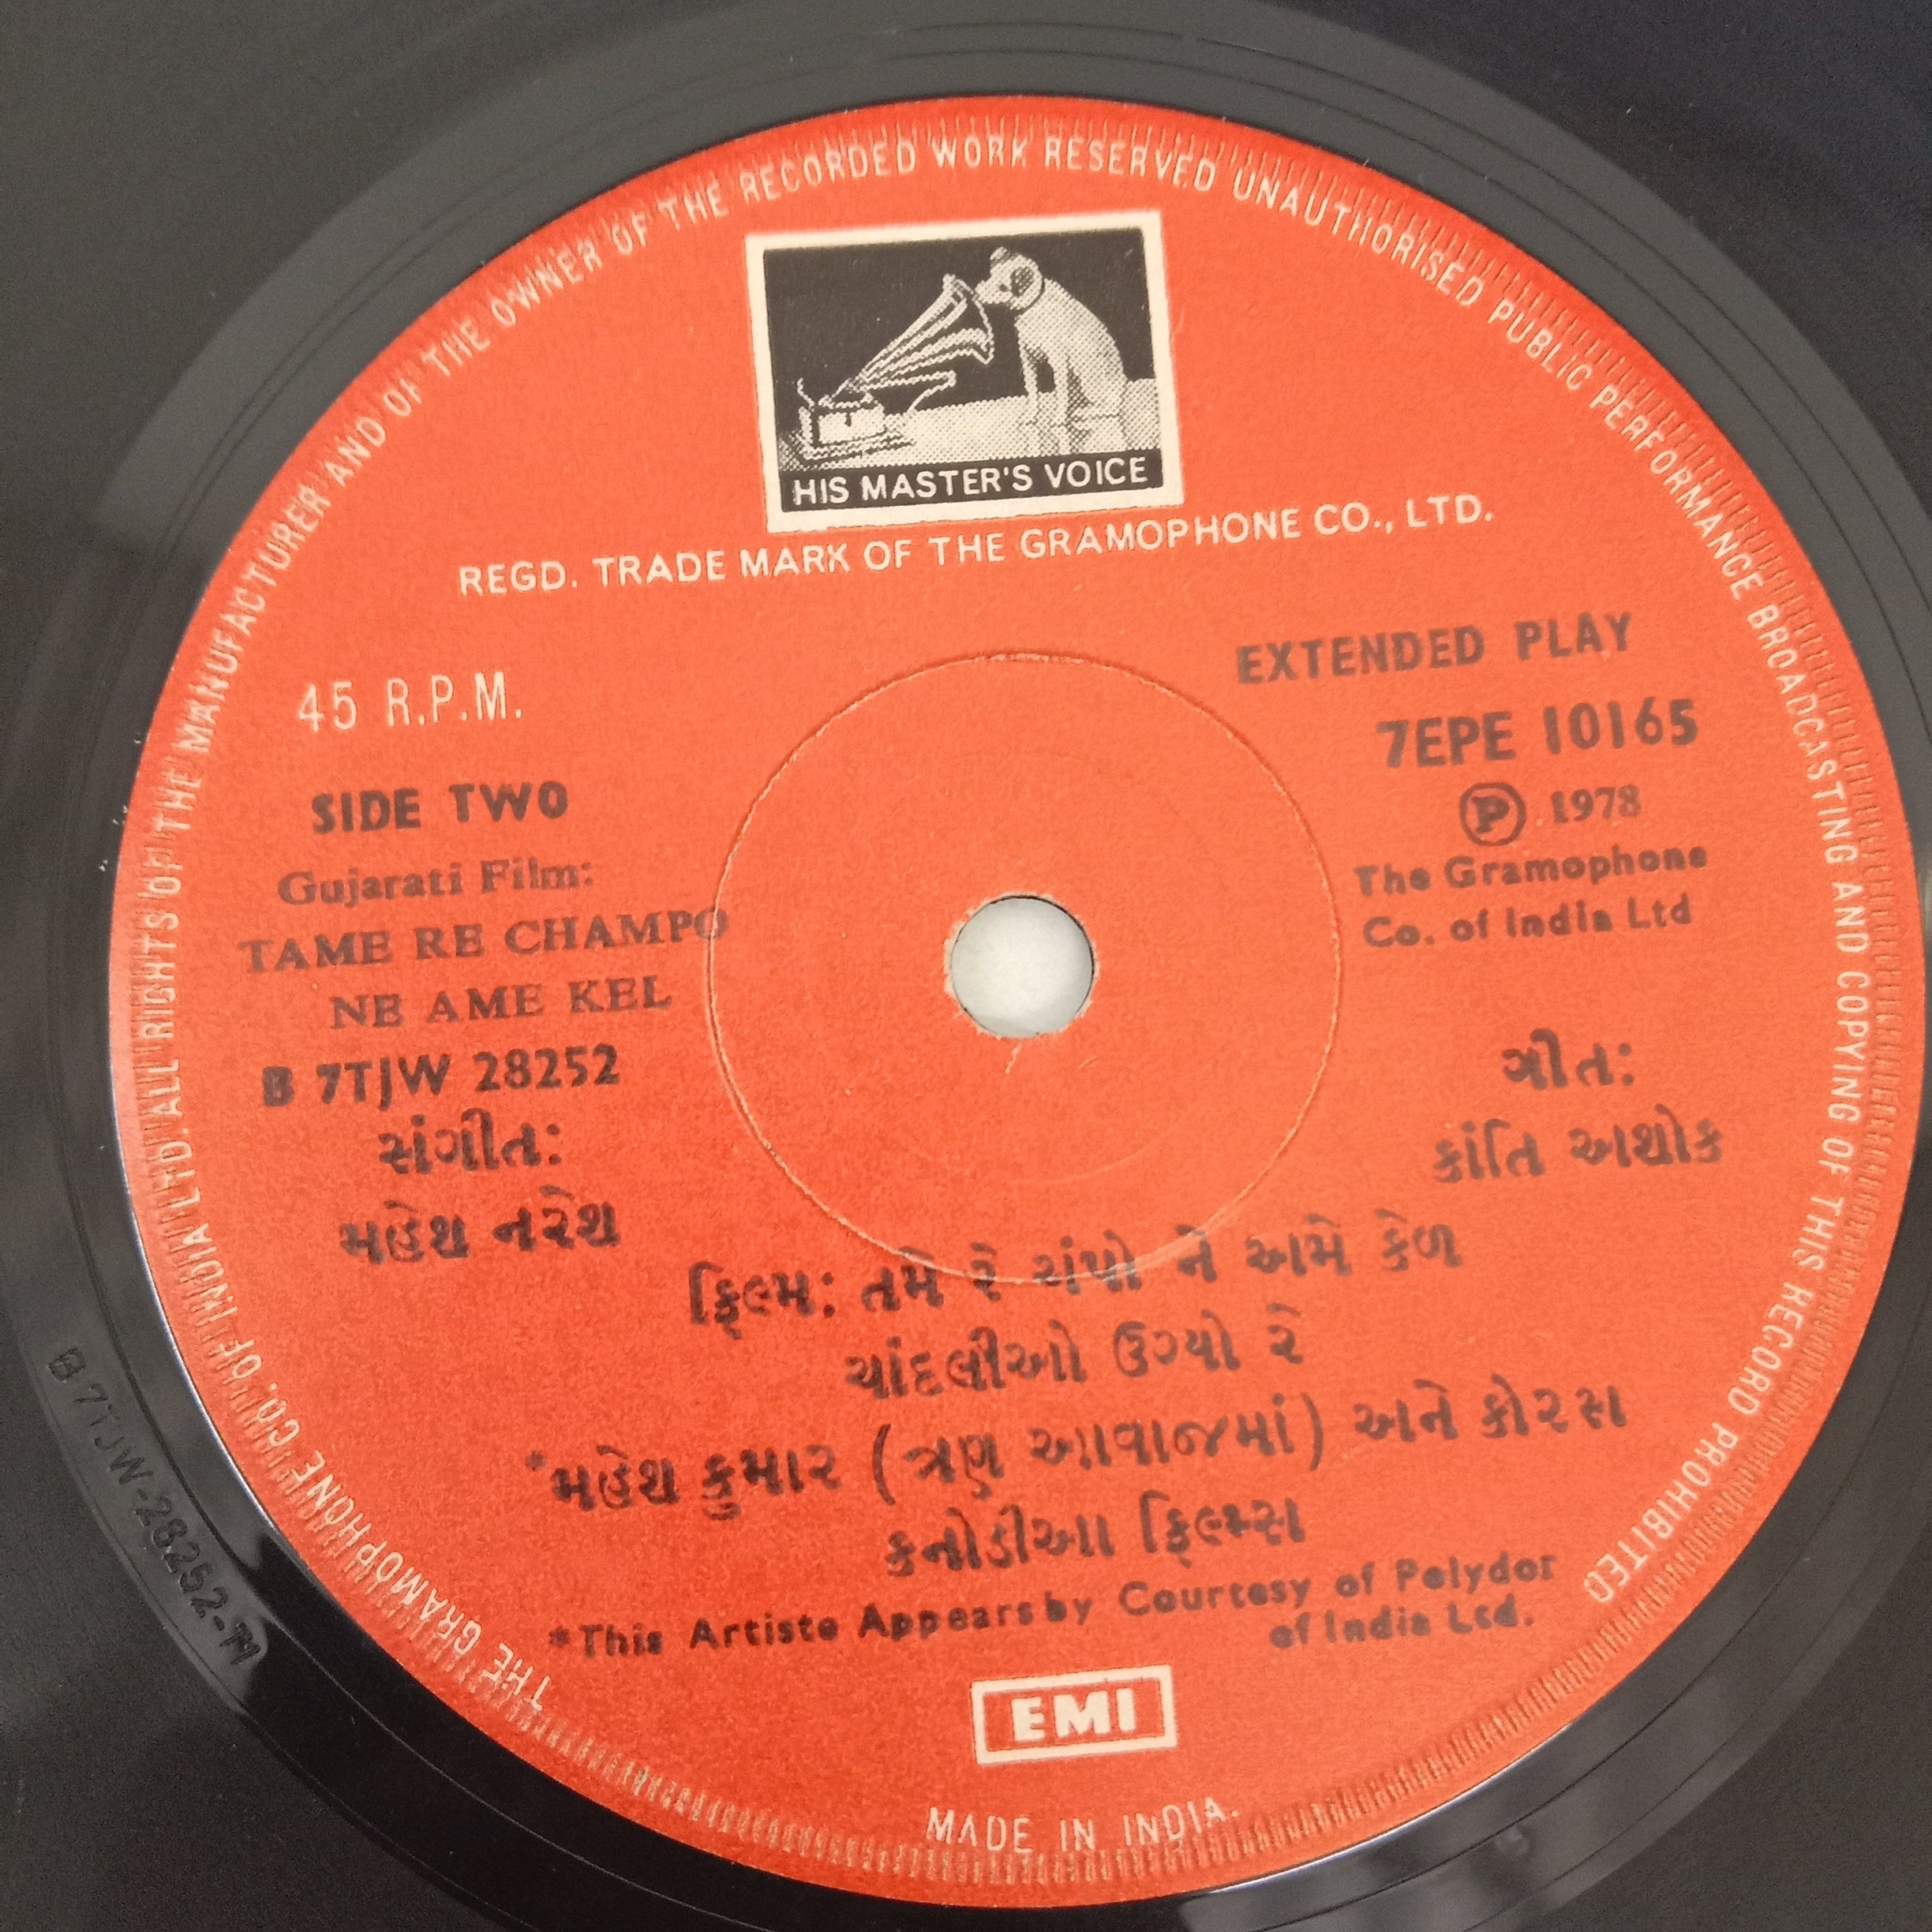 THE GRAMOPHONE CO. OF INDIA LTD. ALL RIGHTS OF THE MANUFACTURER AND OF THE OWNER OF THE RECORDED WORK RESERVED UNAUTHORISED PUBLIC PERFORMANCE BROADCASTING AND COPYING OF THIS RECORD PROHIBITED
HIS MASTER'S VOICE
REGD. TRADE MARK OF THE GRAMOPHONE CO., LTD.
45 R.P.M.
EXTENDED PLAY
7EPE 10165
SIDE TWO
Ⓟ 1978
Gujarati Film:
The Gramophone
TAME RE CHAMPO
Co. of India Ltd
NE AME KEL
B 7TJW 28252
ગીત:
સંગીત:
કાંતિ અશોક
મહેશ નરેશ
ફિલ્મ: તમે રે ચંપો ને અમે કેળ
ચાંદલીઓ ઉગ્યો રે
*મહેશ કુમાર (ત્રણ આવાજમાં) અને કોરસ
કનોડીઆ ફિલ્મ્સ
*This Artiste Appears by Courtesy of Polydor
of India Ltd.
EMI
MADE IN INDIA.
B 7TJW-28252-